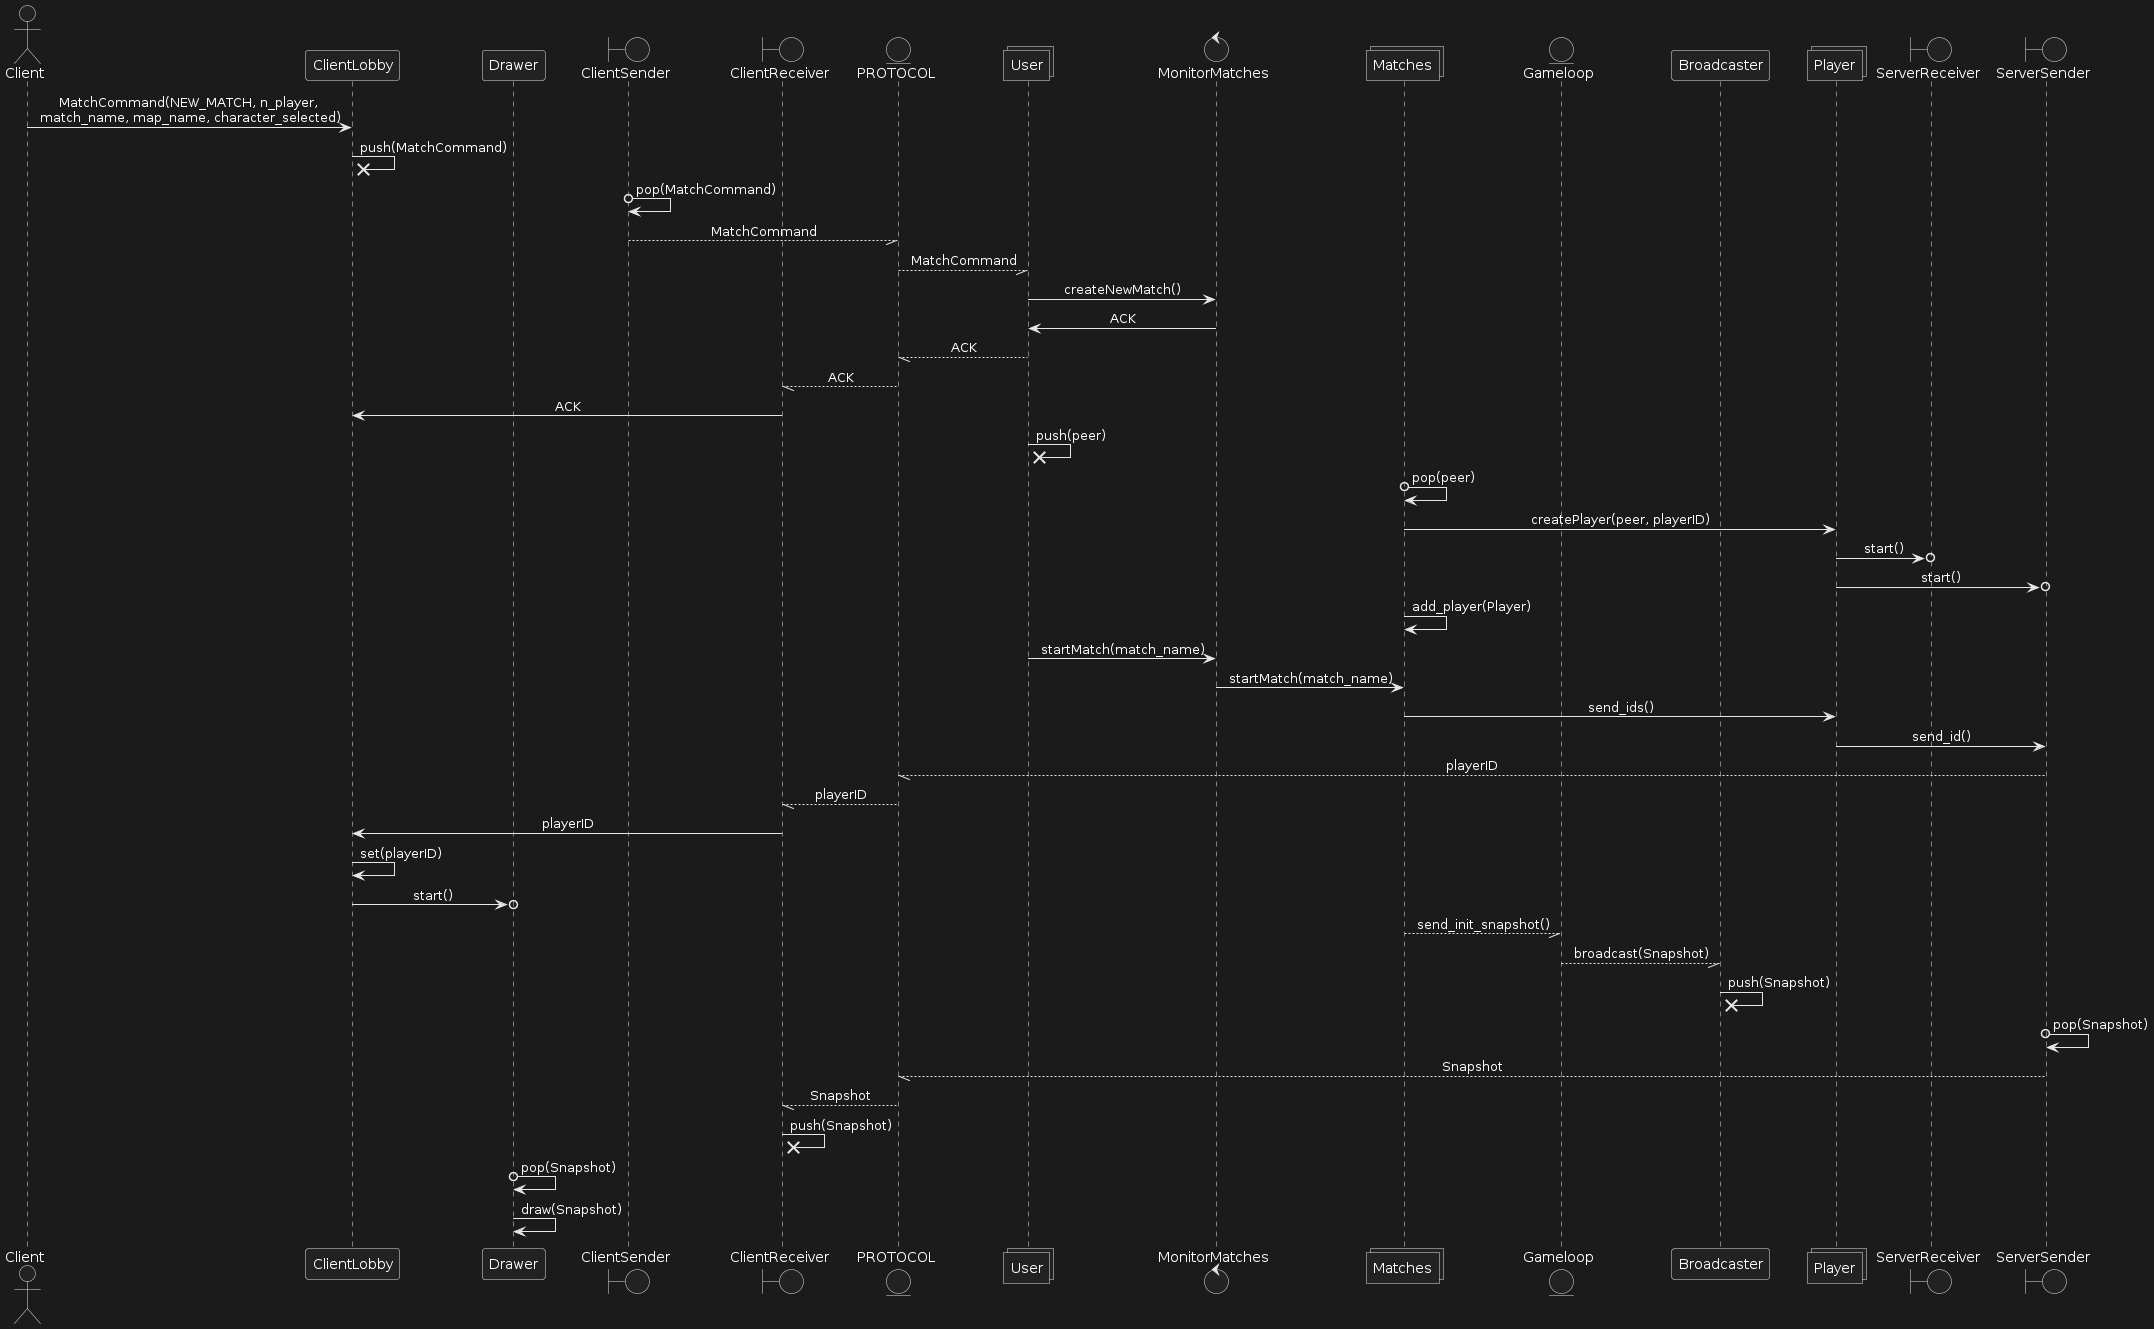 Client
ClientLobby
Drawer
ClientSender
ClientReceiver
PROTOCOL
User
MonitorMatches
Matches
Gameloop
Broadcaster
Player
ServerReceiver
ServerSender
MatchCommand(NEW_MATCH, n_player,
match_name, map_name, character_selected)
push(MatchCommand)
pop(MatchCommand)
MatchCommand
MatchCommand
createNewMatch()
ACK
ACK
ACK
ACK
push(peer)
pop(peer)
createPlayer(peer, playerID)
start()
start()
add_player(Player)
startMatch(match_name)
startMatch(match_name)
send_ids()
send_id()
playerID
playerID
playerID
set(playerID)
start()
send_init_snapshot()
broadcast(Snapshot)
push(Snapshot)
pop(Snapshot)
Snapshot
Snapshot
push(Snapshot)
pop(Snapshot)
draw(Snapshot)
Client
ClientLobby
Drawer
ClientSender
ClientReceiver
PROTOCOL
User
MonitorMatches
Matches
Gameloop
Broadcaster
Player
ServerReceiver
ServerSender